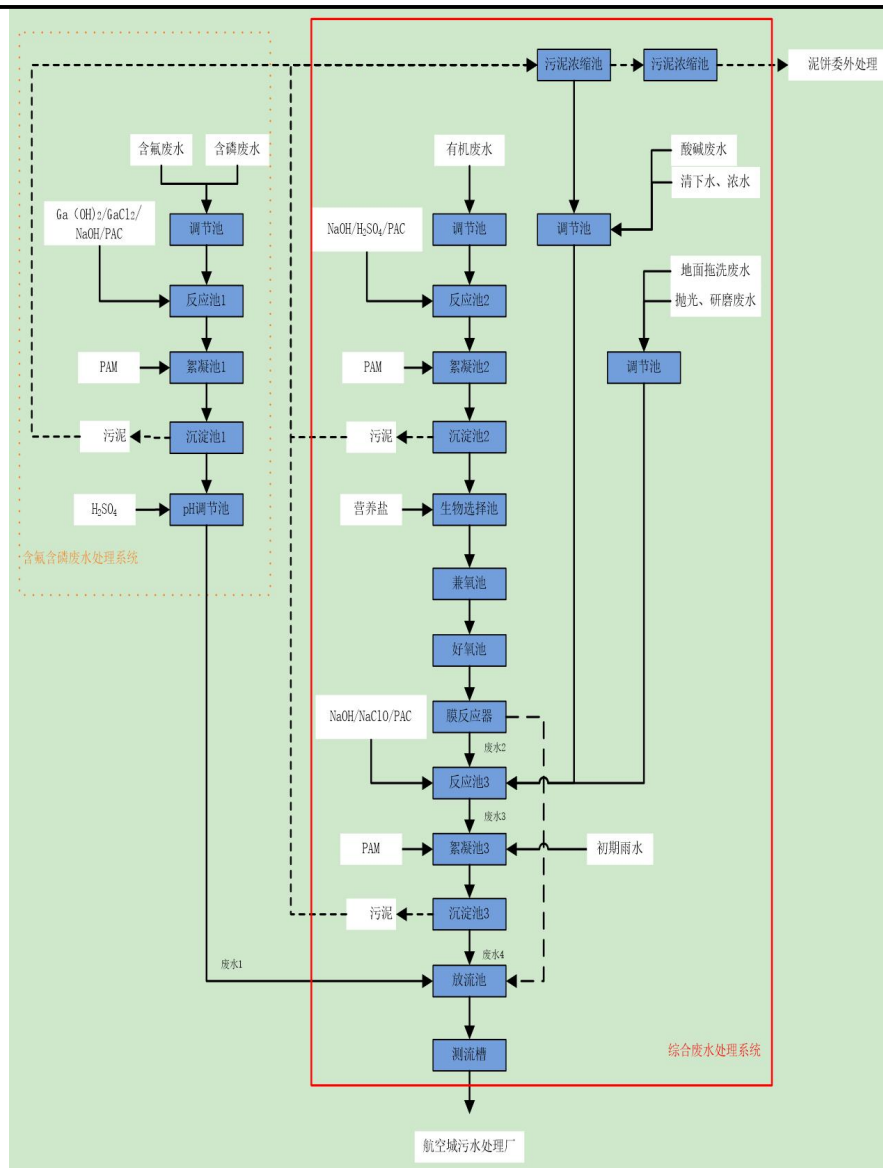 污泥浓缩池
污泥浓缩池
泥饼委外处理
含氟废水
含磷废水
有机废水
酸碱废水
清下水、浓水
Ga（OH)₂/GaCl₂/
NaOH/PAC
调节池
NaOH/H₂SO₄/PAC
调节池
调节池
地面拖洗废水
抛光、研磨废水
反应池1
反应池2
PAM
絮凝池1
PAM
絮凝池2
调节池
污泥
沉淀池1
污泥
沉淀池2
H₂SO₄
pH调节池
营养盐
生物选择池
含氟含磷废水处理系统
兼氧池
好氧池
NaOH/NaClO/PAC
膜反应器
废水2
反应池3
废水3
PAM
絮凝池3
初期雨水
污泥
沉淀池3
废水4
废水1
放流池
测流槽
综合废水处理系统
航空城污水处理厂